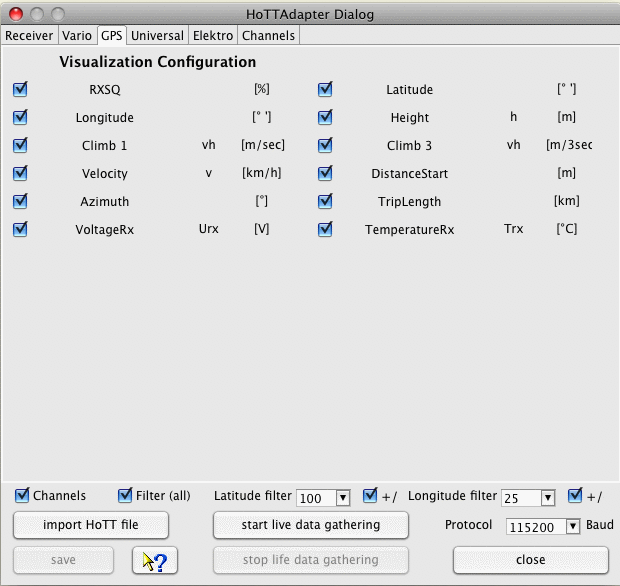 HoTTAdapter Dialog
Receiver Vario GPS Universal Elektro Channels
Visualization Configuration
RXSQ [%] Latitude [° ']
Longitude [° '] Height h [m]
Climb 1 vh [m/sec] Climb 3 vh [m/3sec
Velocity v [km/h] DistanceStart [m]
Azimuth [°] TripLength [km]
VoltageRx Urx [V] TemperatureRx Trx [°C]
Channels Filter (all) Latitude filter 100 +/ Longitude filter 25 +/
import HoTT file start live data gathering Protocol 115200 Baud
save ? stop life data gathering close